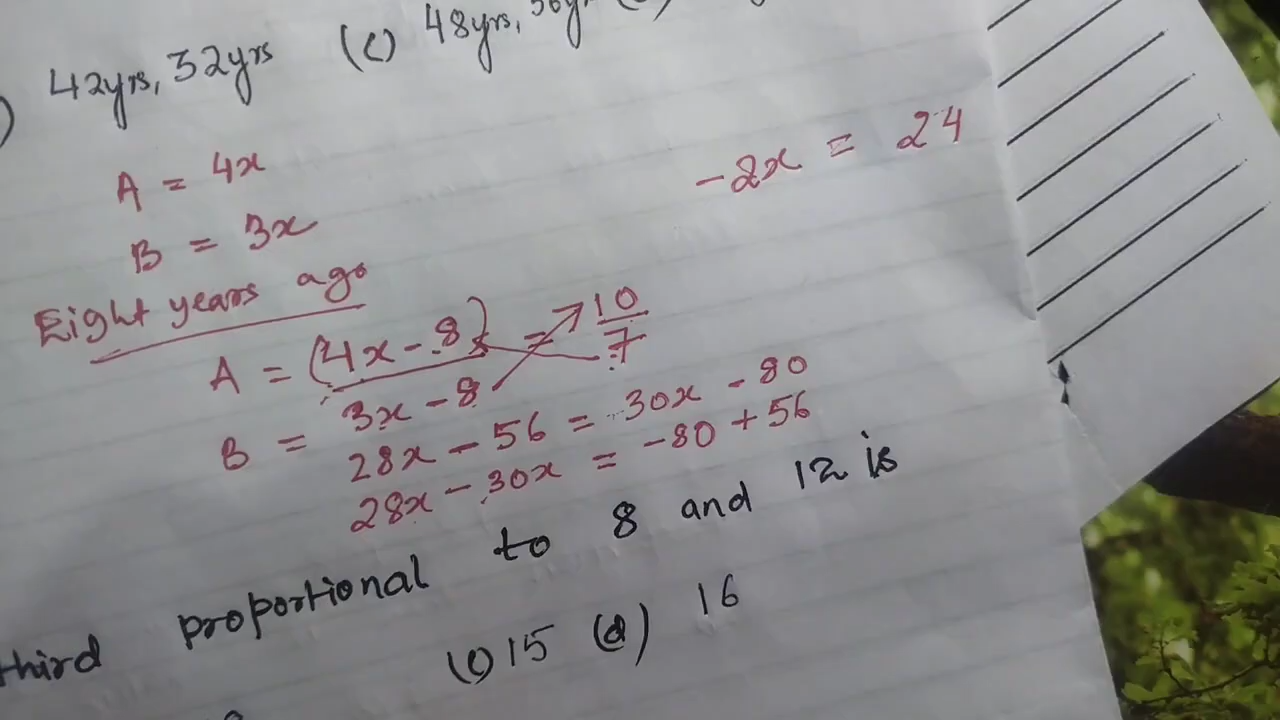 ) 42yrs, 32yrs (c) 48yrs,
A = 4x
B = 3x
-2x = 24
Eight years ago
A = (4x - 8) = 10
B = 3x - 8 7
28x - 56 = 30x - 80
28x - 30x = -80 + 56
third proportional to 8 and 12 is
(c) 15 (d) 16